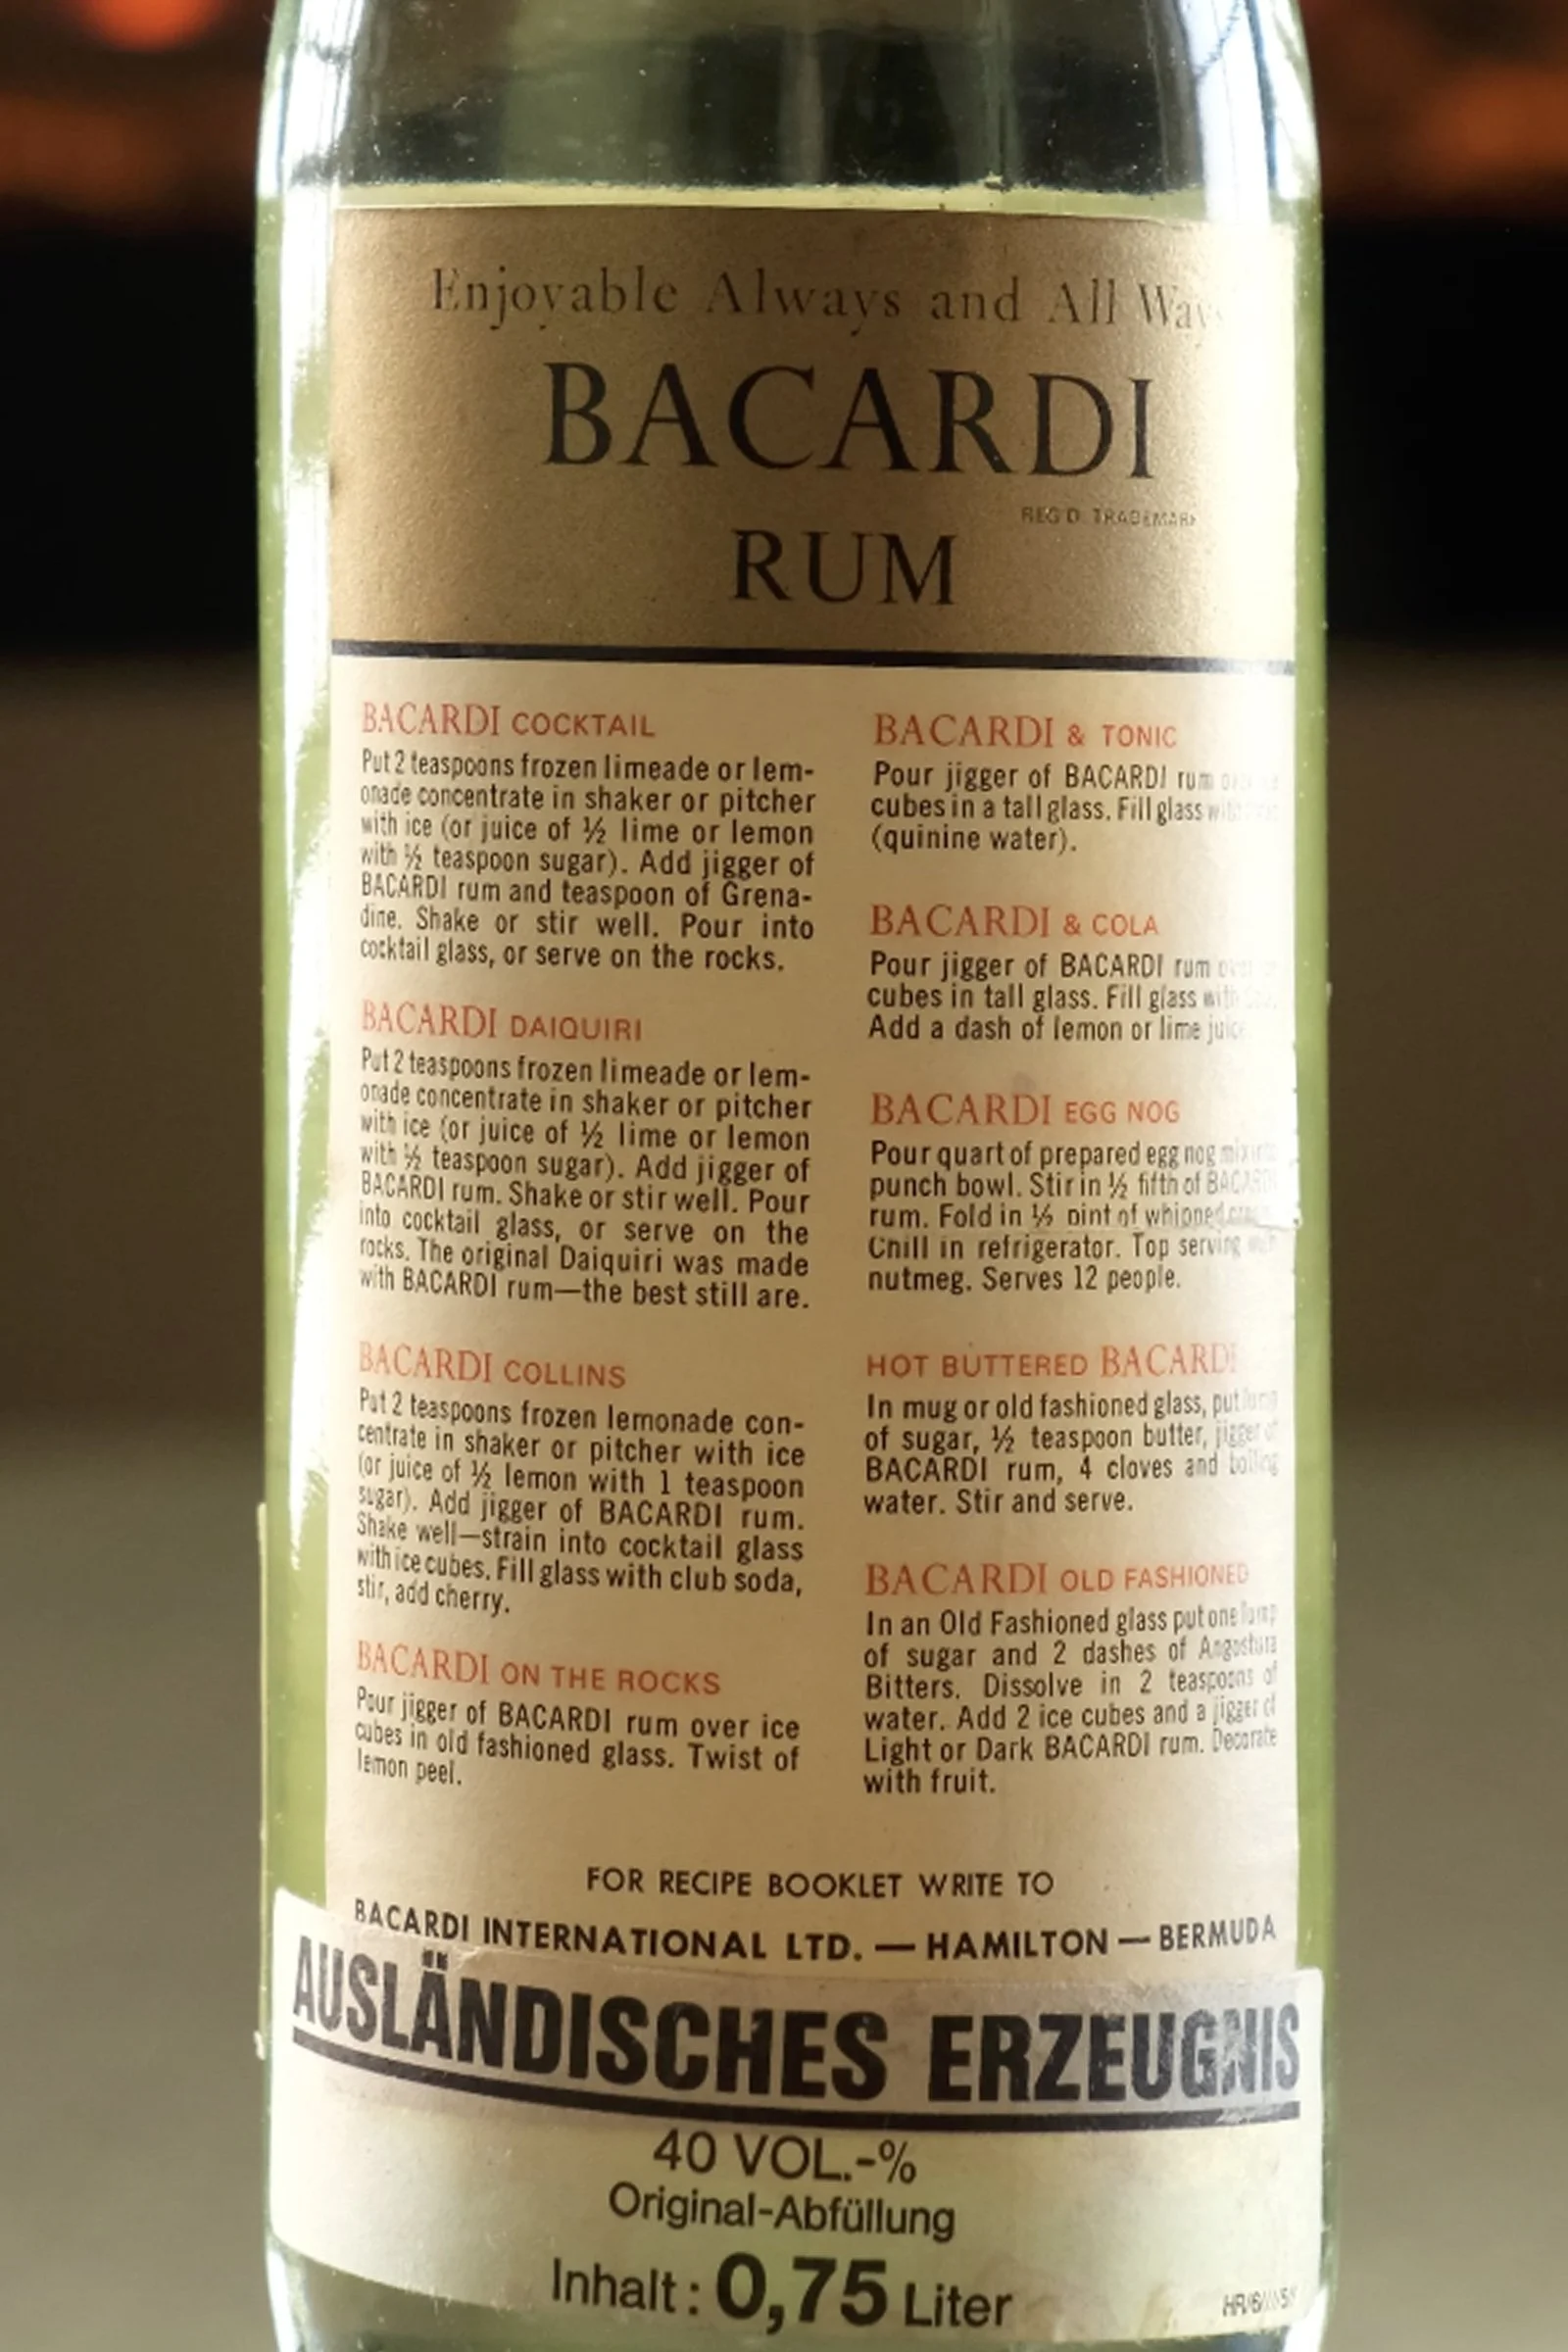 Enjoyable Always and All Ways
BACARDI
REG'D. TRADEMARK
RUM
BACARDI COCKTAIL
Put 2 teaspoons frozen limeade or lem-
onade concentrate in shaker or pitcher
with ice (or juice of ½ lime or lemon
with ½ teaspoon sugar). Add jigger of
BACARDI rum and teaspoon of Grena-
dine. Shake or stir well. Pour into
cocktail glass, or serve on the rocks.
BACARDI DAIQUIRI
Put 2 teaspoons frozen limeade or lem-
onade concentrate in shaker or pitcher
with ice (or juice of ½ lime or lemon
with ½ teaspoon sugar). Add jigger of
BACARDI rum. Shake or stir well. Pour
into cocktail glass, or serve on the
rocks. The original Daiquiri was made
with BACARDI rum—the best still are.
BACARDI COLLINS
Put 2 teaspoons frozen lemonade con-
centrate in shaker or pitcher with ice
(or juice of ½ lemon with 1 teaspoon
sugar). Add jigger of BACARDI rum.
Shake well—strain into cocktail glass
with ice cubes. Fill glass with club soda,
stir, add cherry.
BACARDI ON THE ROCKS
Pour jigger of BACARDI rum over ice
cubes in old fashioned glass. Twist of
lemon peel.
BACARDI & TONIC
Pour jigger of BACARDI rum
cubes in a tall glass. Fill glass with
(quinine water).
BACARDI & COLA
Pour jigger of BACARDI rum over
cubes in tall glass. Fill glass with
Add a dash of lemon or lime juice.
BACARDI EGG NOG
Pour quart of prepared egg nog mix into
punch bowl. Stir in ½ fifth of BACARDI
rum. Fold in ½ pint of whipped cream.
Chill in refrigerator. Top serving with
nutmeg. Serves 12 people.
HOT BUTTERED BACARDI
In mug or old fashioned glass, put lump
of sugar, ½ teaspoon butter, jigger of
BACARDI rum, 4 cloves and boiling
water. Stir and serve.
BACARDI OLD FASHIONED
In an Old Fashioned glass put one lump
of sugar and 2 dashes of Angostura
Bitters. Dissolve in 2 teaspoons of
water. Add 2 ice cubes and a jigger of
Light or Dark BACARDI rum. Decorate
with fruit.
FOR RECIPE BOOKLET WRITE TO
BACARDI INTERNATIONAL LTD. — HAMILTON — BERMUDA
AUSLÄNDISCHES ERZEUGNIS
40 VOL.-%
Original-Abfüllung
Inhalt: 0,75 Liter